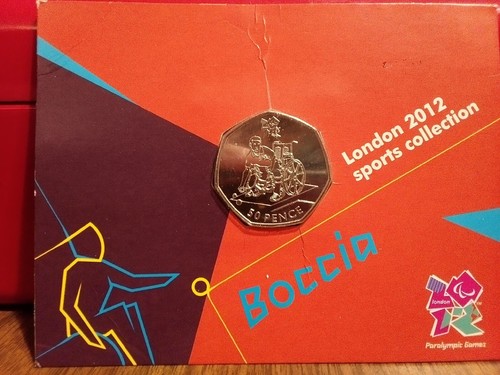 London 2012
sports collection
50 PENCE
Boccia
london
Paralympic Games